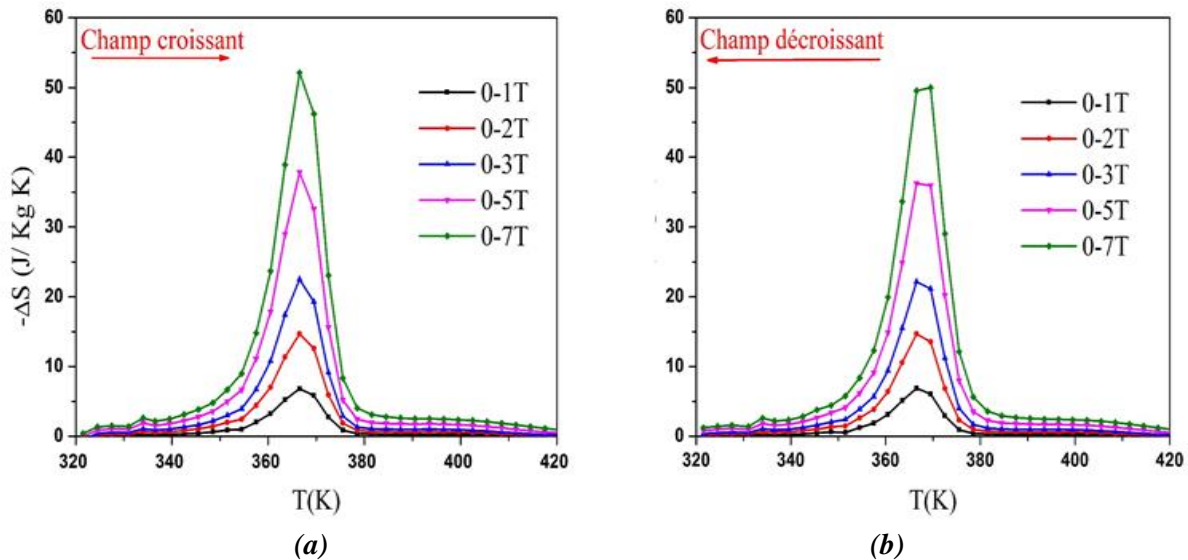 60
50
40
30
20
10
0
-ΔS (J/ Kg K)
Champ croissant
0-1T
0-2T
0-3T
0-5T
0-7T
320 340 360 380 400 420
T(K)
(a)
60
50
40
30
20
10
0
Champ décroissant
0-1T
0-2T
0-3T
0-5T
0-7T
320 340 360 380 400 420
T(K)
(b)